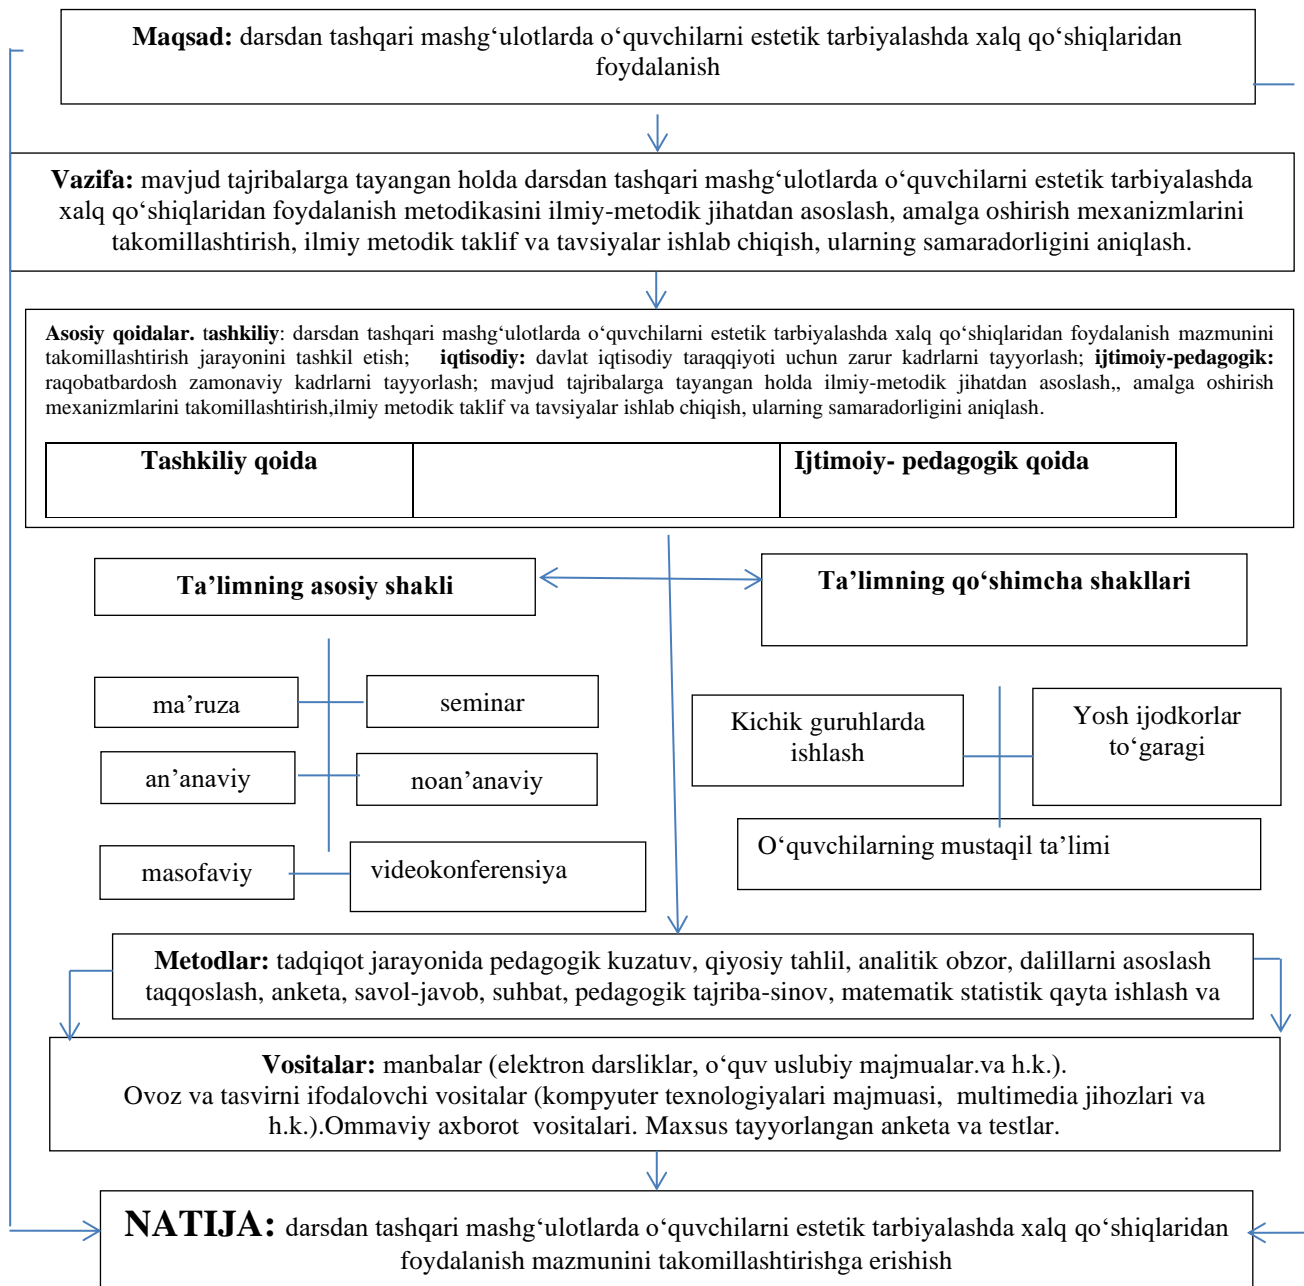 Maqsad: darsdan tashqari mashg‘ulotlarda o‘quvchilarni estetik tarbiyalashda xalq qo‘shiqlaridan
foydalanish
Vazifa: mavjud tajribalarga tayangan holda darsdan tashqari mashg‘ulotlarda o‘quvchilarni estetik tarbiyalashda
xalq qo‘shiqlaridan foydalanish metodikasini ilmiy-metodik jihatdan asoslash, amalga oshirish mexanizmlarini
takomillashtirish, ilmiy metodik taklif va tavsiyalar ishlab chiqish, ularning samaradorligini aniqlash.
Asosiy qoidalar. tashkiliy: darsdan tashqari mashg‘ulotlarda o‘quvchilarni estetik tarbiyalashda xalq qo‘shiqlaridan foydalanish mazmunini
takomillashtirish jarayonini tashkil etish; iqtisodiy: davlat iqtisodiy taraqqiyoti uchun zarur kadrlarni tayyorlash; ijtimoiy-pedagogik:
raqobatbardosh zamonaviy kadrlarni tayyorlash; mavjud tajribalarga tayangan holda ilmiy-metodik jihatdan asoslash,, amalga oshirish
mexanizmlarini takomillashtirish,ilmiy metodik taklif va tavsiyalar ishlab chiqish, ularning samaradorligini aniqlash.
Tashkiliy qoida
Ijtimoiy- pedagogik qoida
Ta’limning asosiy shakli
Ta’limning qo‘shimcha shakllari
ma’ruza
seminar
an’anaviy
noan’anaviy
masofaviy
videokonferensiya
Kichik guruhlarda
ishlash
Yosh ijodkorlar
to‘garagi
O‘quvchilarning mustaqil ta’limi
Metodlar: tadqiqot jarayonida pedagogik kuzatuv, qiyosiy tahlil, analitik obzor, dalillarni asoslash
taqqoslash, anketa, savol-javob, suhbat, pedagogik tajriba-sinov, matematik statistik qayta ishlash va
Vositalar: manbalar (elektron darsliklar, o‘quv uslubiy majmualar.va h.k.).
Ovoz va tasvirni ifodalovchi vositalar (kompyuter texnologiyalari majmuasi, multimedia jihozlari va
h.k.).Ommaviy axborot vositalari. Maxsus tayyorlangan anketa va testlar.
NATIJA: darsdan tashqari mashg‘ulotlarda o‘quvchilarni estetik tarbiyalashda xalq qo‘shiqlaridan
foydalanish mazmunini takomillashtirishga erishish